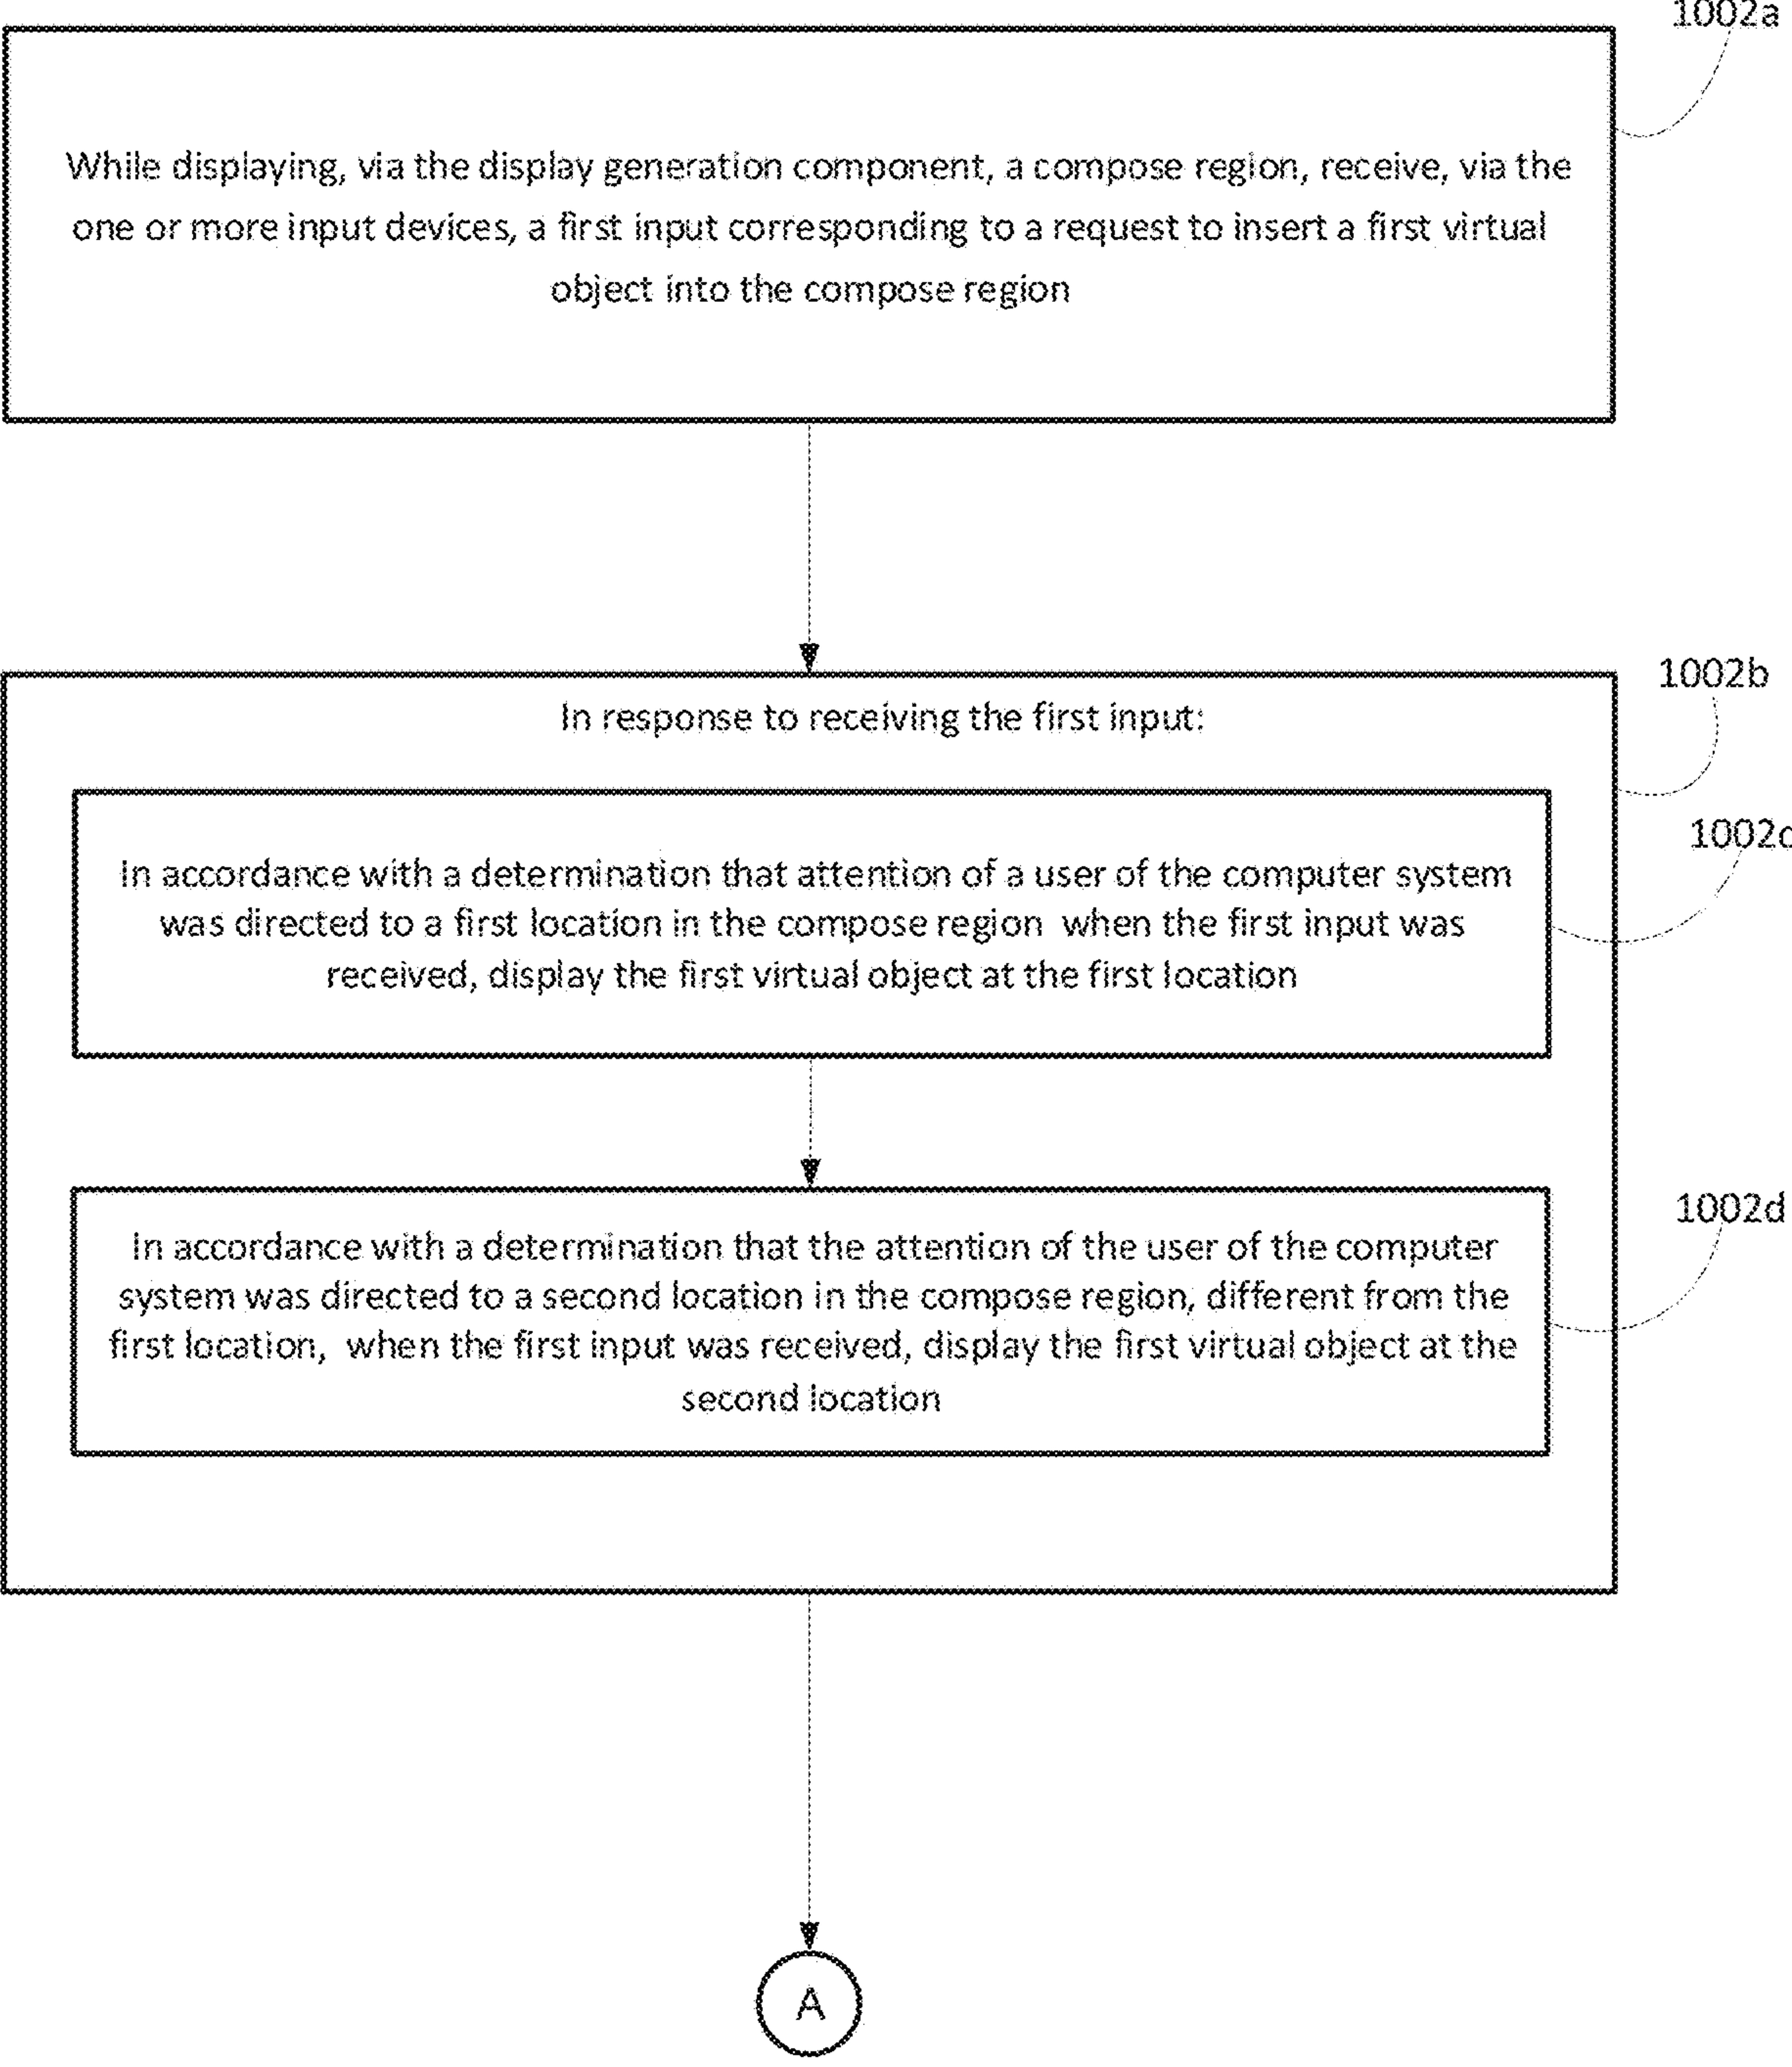 1002a
While displaying, via the display generation component, a compose region, receive, via the
one or more input devices, a first input corresponding to a request to insert a first virtual
object into the compose region
1002b
In response to receiving the first input:
1002c
In accordance with a determination that attention of a user of the computer system
was directed to a first location in the compose region when the first input was
received, display the first virtual object at the first location
1002d
In accordance with a determination that the attention of the user of the computer
system was directed to a second location in the compose region, different from the
first location, when the first input was received, display the first virtual object at the
second location
A